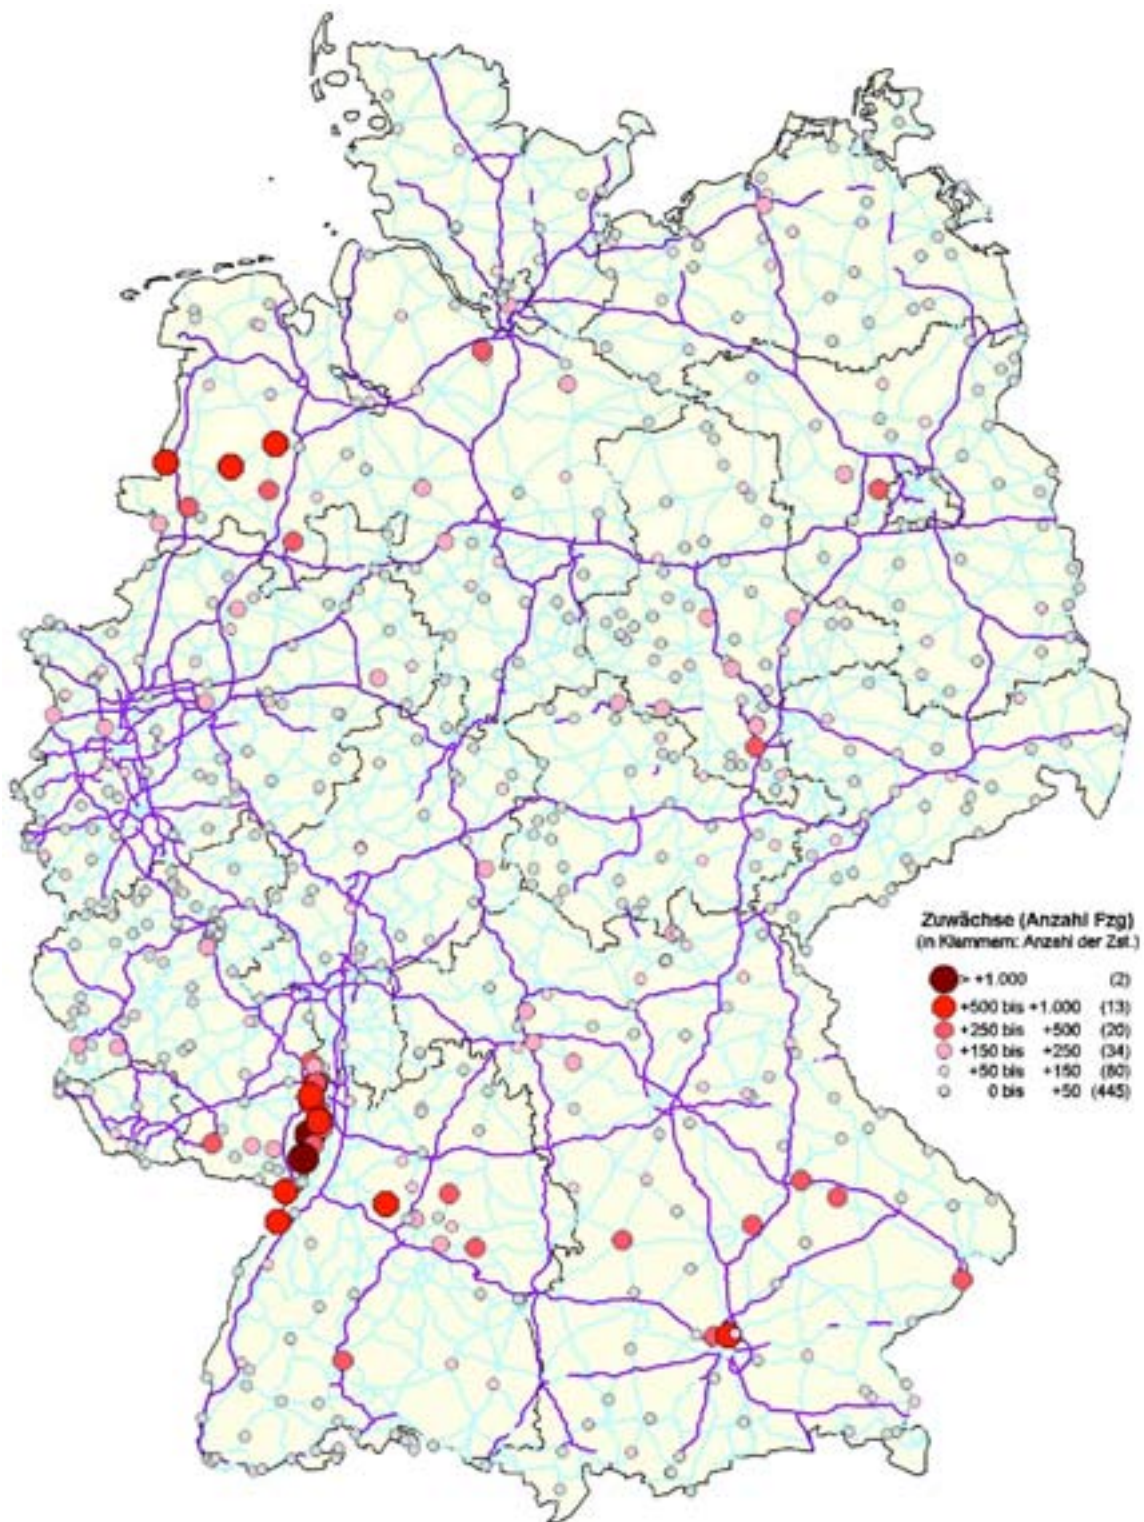 Zuwächse (Anzahl Fzg)
(in Klammern: Anzahl der Zst.)
> +1.000 (2)
+500 bis +1.000 (13)
+250 bis +500 (20)
+150 bis +250 (34)
+50 bis +150 (80)
0 bis +50 (445)